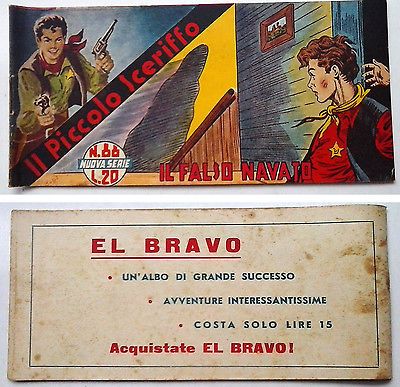 Il Piccolo Sceriffo
N. 66
NUOVA SERIE
L. 20
IL FALSO NAVAJO
EL BRAVO
• UN'ALBO DI GRANDE SUCCESSO
• AVVENTURE INTERESSANTISSIME
• COSTA SOLO LIRE 15
Acquistate EL BRAVO!